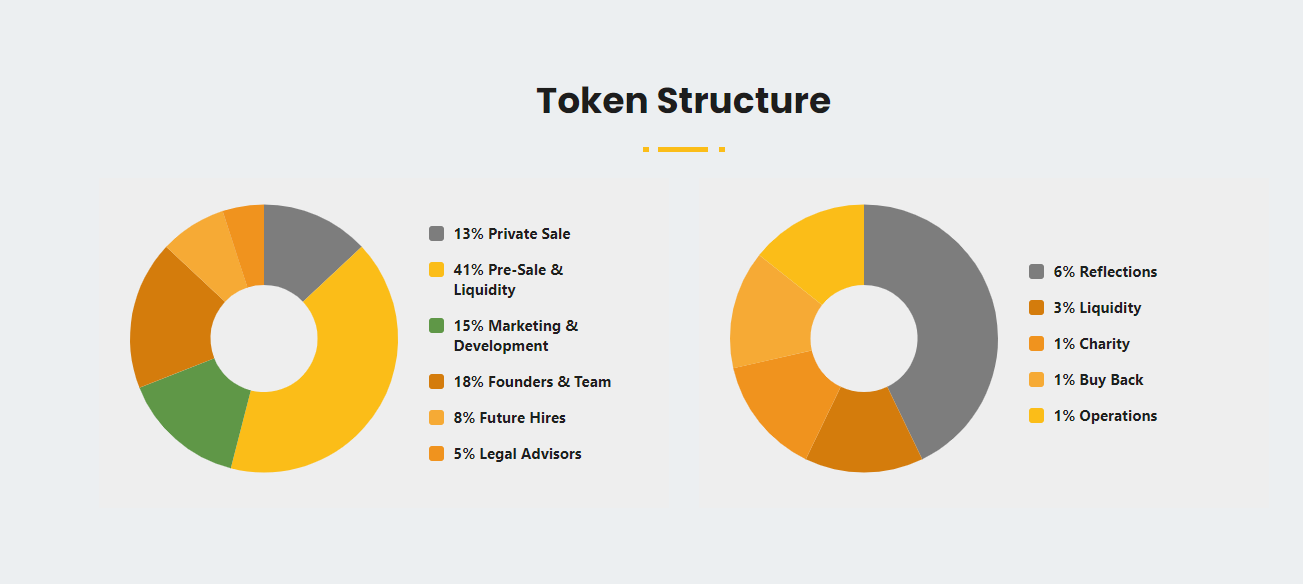 Token Structure
13% Private Sale
41% Pre-Sale &
Liquidity
15% Marketing &
Development
18% Founders & Team
8% Future Hires
5% Legal Advisors
6% Reflections
3% Liquidity
1% Charity
1% Buy Back
1% Operations